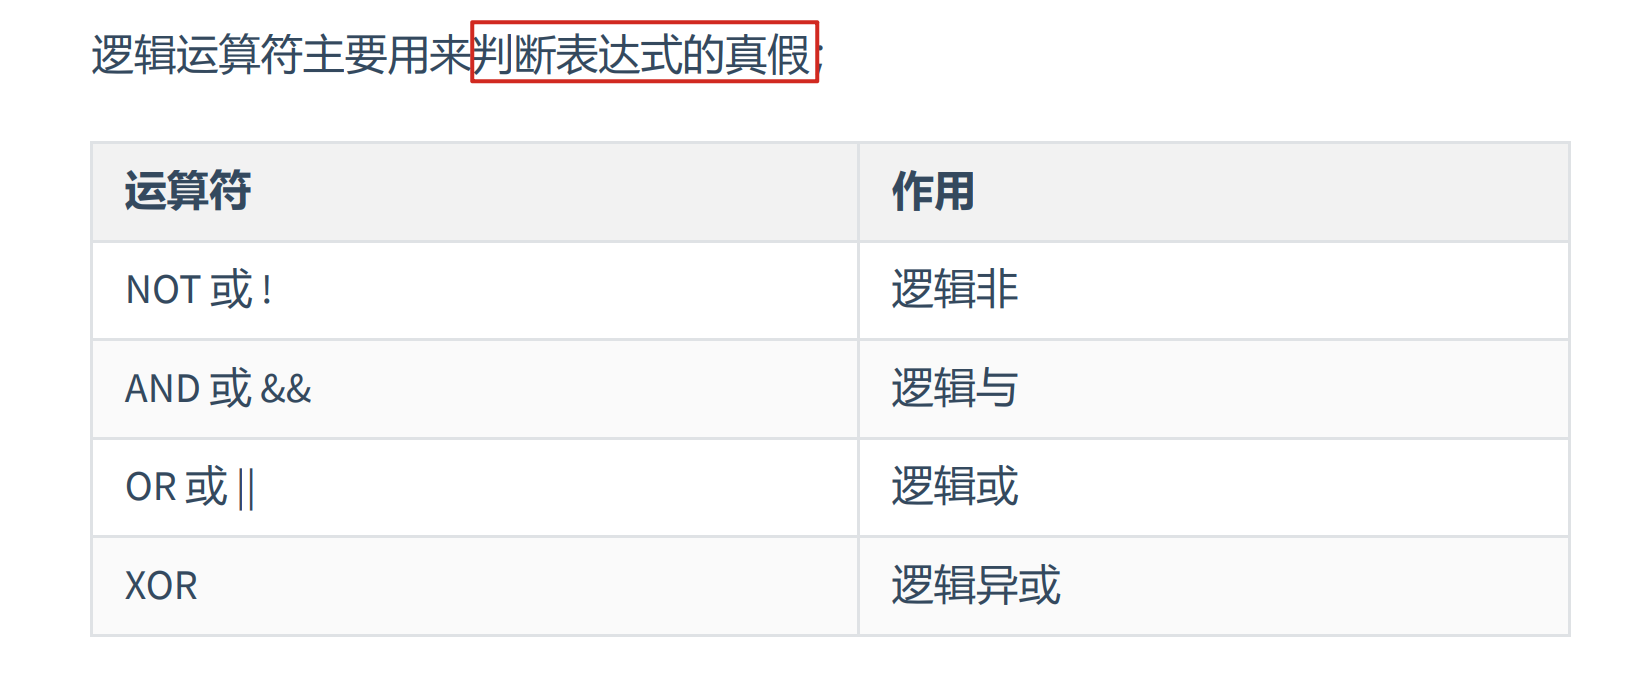 逻辑运算符主要用来判断表达式的真假;
运算符 作用
NOT 或 ! 逻辑非
AND 或 && 逻辑与
OR 或 || 逻辑或
XOR 逻辑异或